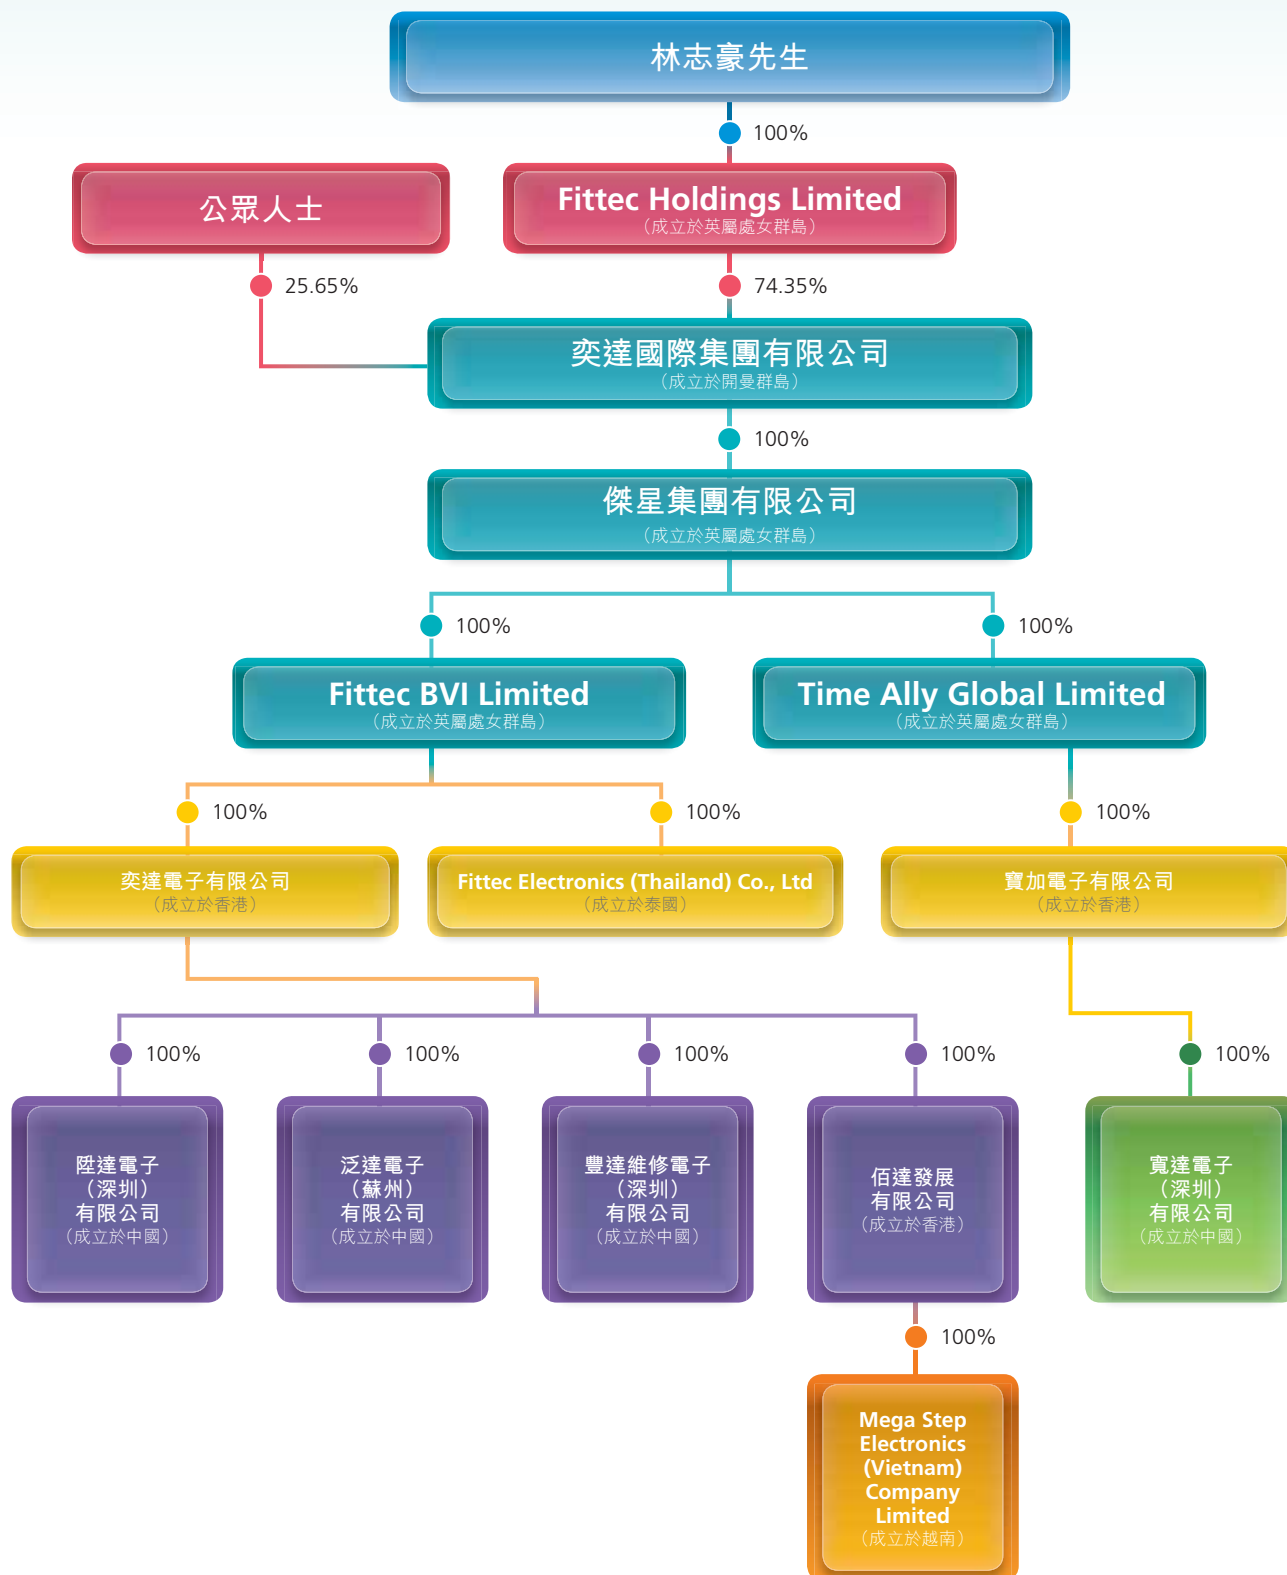 林志豪先生
100%
公眾人士
Fittec Holdings Limited
（成立於英屬處女群島）
25.65%
74.35%
奕達國際集團有限公司
（成立於開曼群島）
100%
傑星集團有限公司
（成立於英屬處女群島）
100%
100%
Fittec BVI Limited
（成立於英屬處女群島）
Time Ally Global Limited
（成立於英屬處女群島）
100%
100%
100%
奕達電子有限公司
（成立於香港）
Fittec Electronics (Thailand) Co., Ltd
（成立於泰國）
寶加電子有限公司
（成立於香港）
100%
100%
100%
100%
100%
陞達電子
（深圳）
有限公司
（成立於中國）
泛達電子
（蘇州）
有限公司
（成立於中國）
豐達維修電子
（深圳）
有限公司
（成立於中國）
佰達發展
有限公司
（成立於香港）
寬達電子
（深圳）
有限公司
（成立於中國）
100%
Mega Step
Electronics
(Vietnam)
Company
Limited
（成立於越南）